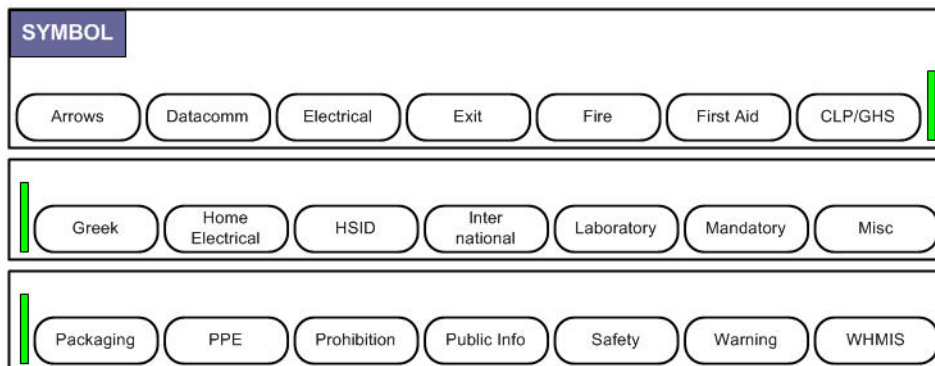 SYMBOL
Arrows Datacomm Electrical Exit Fire First Aid CLP/GHS
Greek Home Electrical HSID Inter national Laboratory Mandatory Misc
Packaging PPE Prohibition Public Info Safety Warning WHMIS